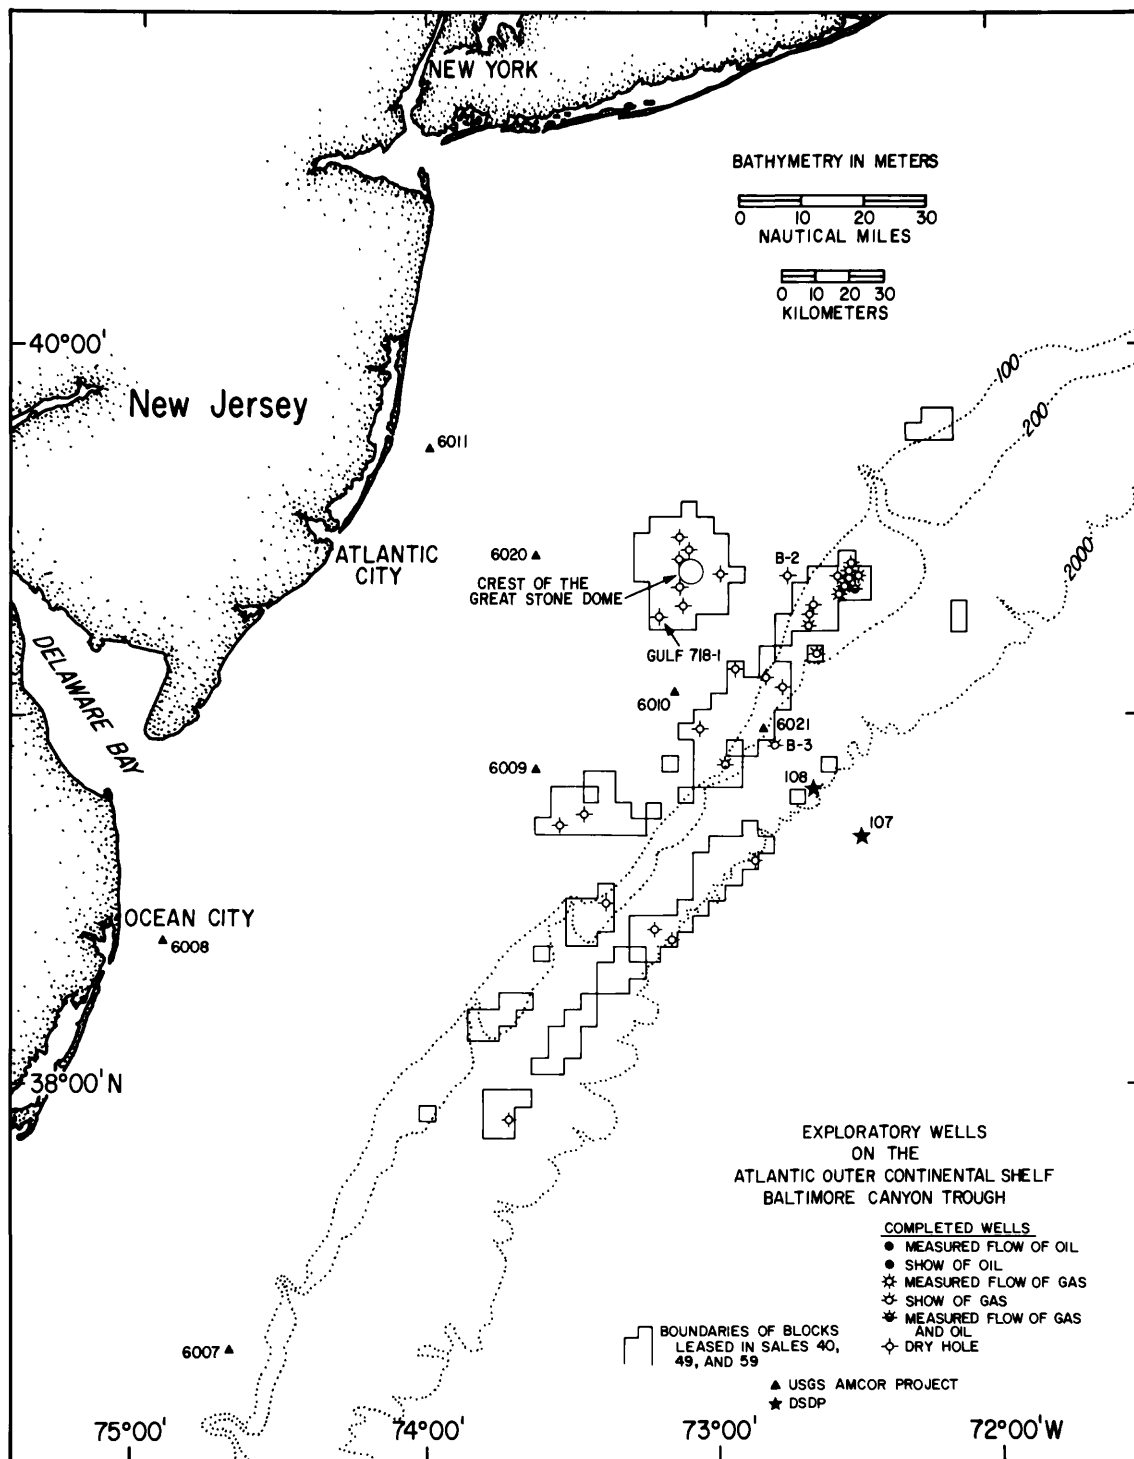 NEW YORK
BATHYMETRY IN METERS
0 10 20 30
NAUTICAL MILES
0 10 20 30
KILOMETERS
40°00'
100
New Jersey
200
6011
2000
ATLANTIC
CITY
6020
B-2
CREST OF THE
GREAT STONE DOME
GULF 718-1
DELAWARE BAY
6010
6021
B-3
6009
108
107
OCEAN CITY
6008
38°00'N
EXPLORATORY WELLS
ON THE
ATLANTIC OUTER CONTINENTAL SHELF
BALTIMORE CANYON TROUGH
COMPLETED WELLS
MEASURED FLOW OF OIL
SHOW OF OIL
MEASURED FLOW OF GAS
SHOW OF GAS
MEASURED FLOW OF GAS
AND OIL
DRY HOLE
BOUNDARIES OF BLOCKS
LEASED IN SALES 40,
49, AND 59
USGS AMCOR PROJECT
DSDP
6007
75°00' 74°00' 73°00' 72°00'W